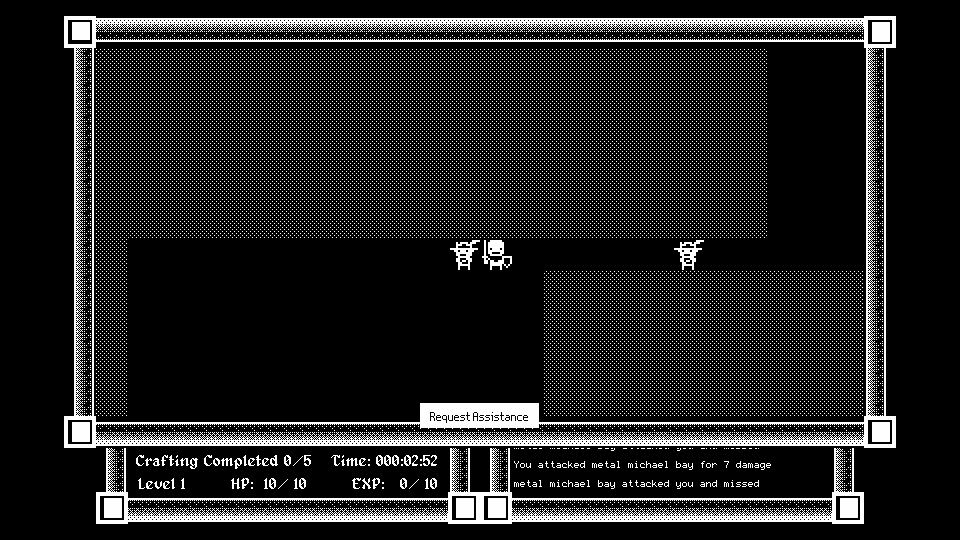 Request Assistance
Crafting Completed 0/5 Time: 000:02:52
Level 1 HP: 10/ 10 EXP: 0/ 10
You attacked metal michael bay for 7 damage
metal michael bay attacked you and missed